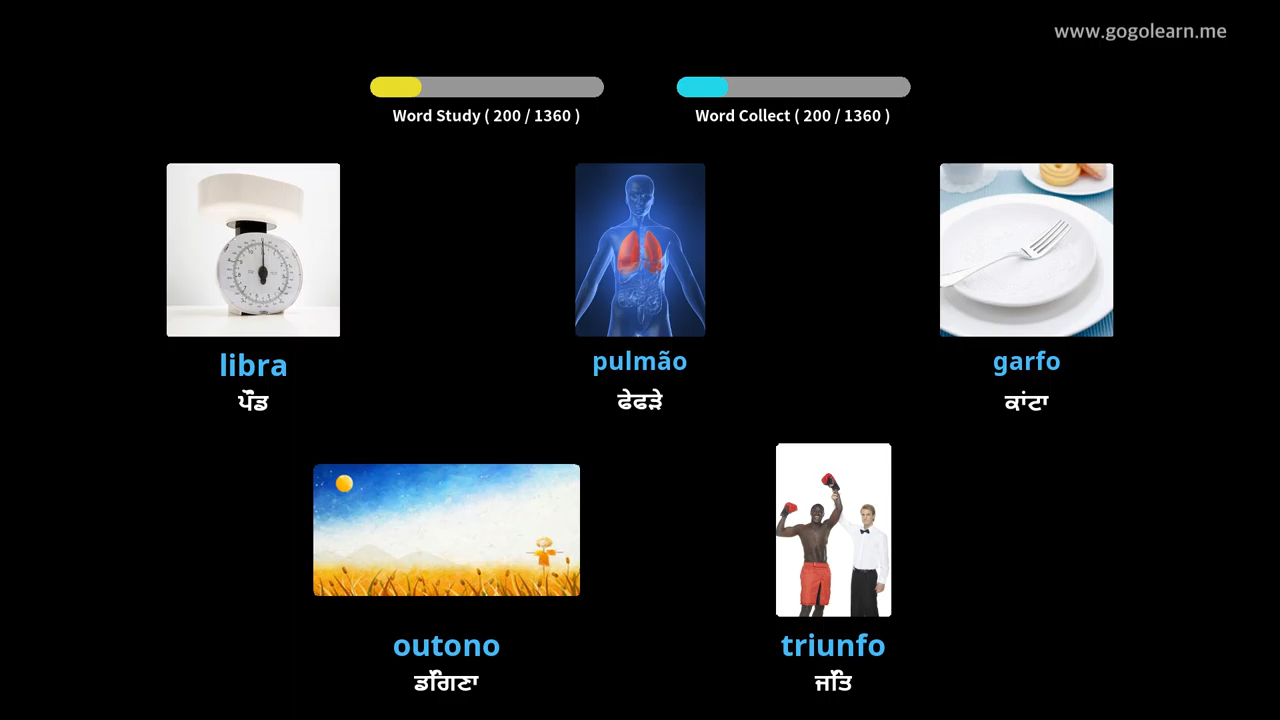 www.gogolearn.me
Word Study ( 200 / 1360 )
Word Collect ( 200 / 1360 )
libra
pulmão
garfo
ਪੌਂਡ
ਫੇਫੜੇ
ਕਾਂਟਾ
outono
triunfo
ਡਿੱਗਣਾ
ਜਿੱਤ